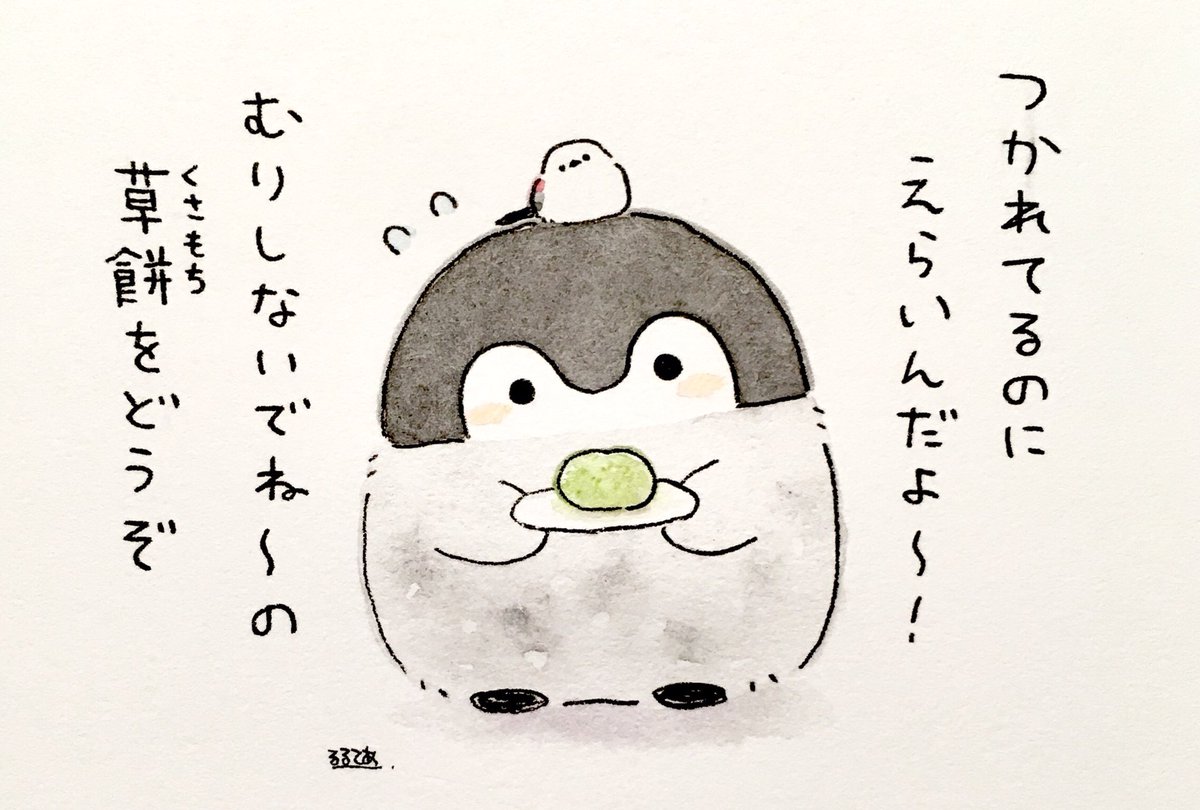 つかれてるのに
えらいんだよ〜!
むりしないでね〜の
草餅をどうぞ
くさもち
るるてあ